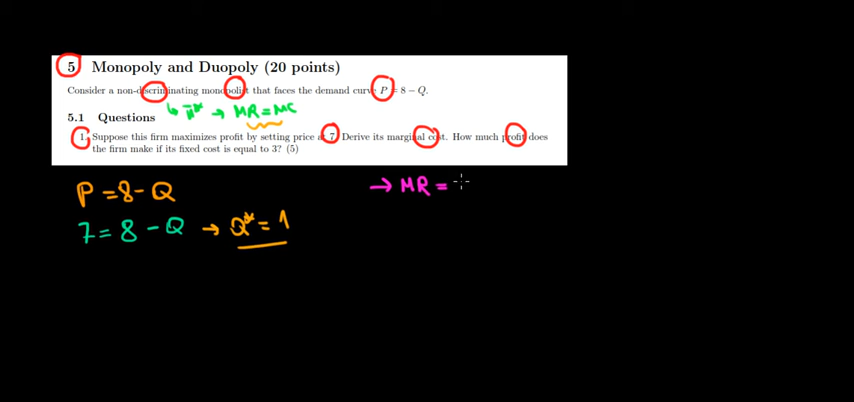 5 Monopoly and Duopoly (20 points)
Consider a non-discriminating monopolist that faces the demand curve P = 8 − Q.
↳ π* → MR = MC
5.1 Questions
1. Suppose this firm maximizes profit by setting price at 7. Derive its marginal cost. How much profit does
the firm make if its fixed cost is equal to 3? (5)
P = 8 - Q
→ MR =
7 = 8 - Q → Q* = 1